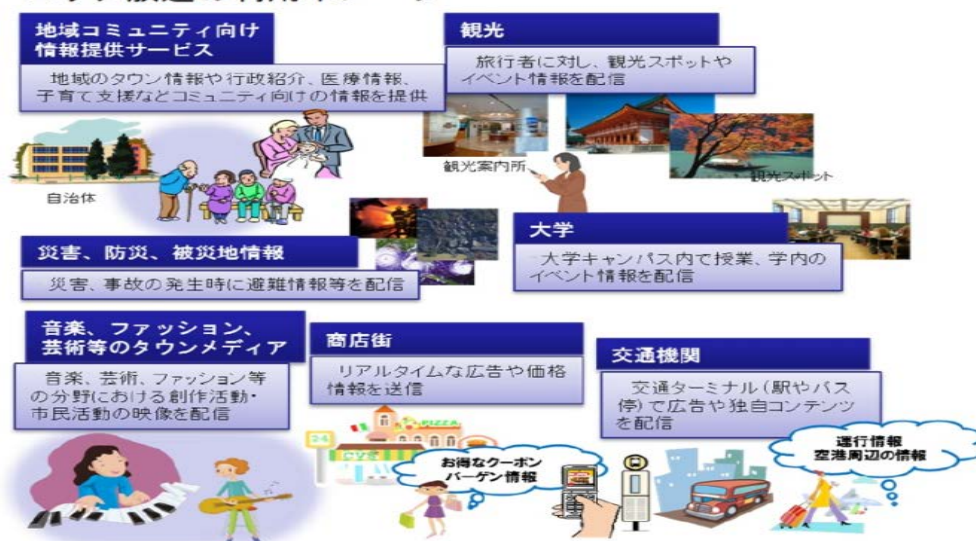 地域コミュニティ向け
情報提供サービス
地域のタウン情報や行政紹介、医療情報、
子育て支援などコミュニティ向けの情報を提供
観光
旅行者に対し、観光スポットや
イベント情報を配信
自治体
観光案内所
観光スポット
災害、防災、被災地情報
災害、事故の発生時に避難情報等を配信
大学
大学キャンパス内で授業、学内の
イベント情報を配信
音楽、ファッション、
芸術等のタウンメディア
音楽、芸術、ファッション等
の分野における創作活動・
市民活動の映像を配信
商店街
リアルタイムな広告や価格
情報を送信
交通機関
交通ターミナル(駅やバス
停)で広告や独自コンテンツ
を配信
24
PIZZA
CVS
お得なクーポン
バーゲン情報
運行情報
空港周辺の情報